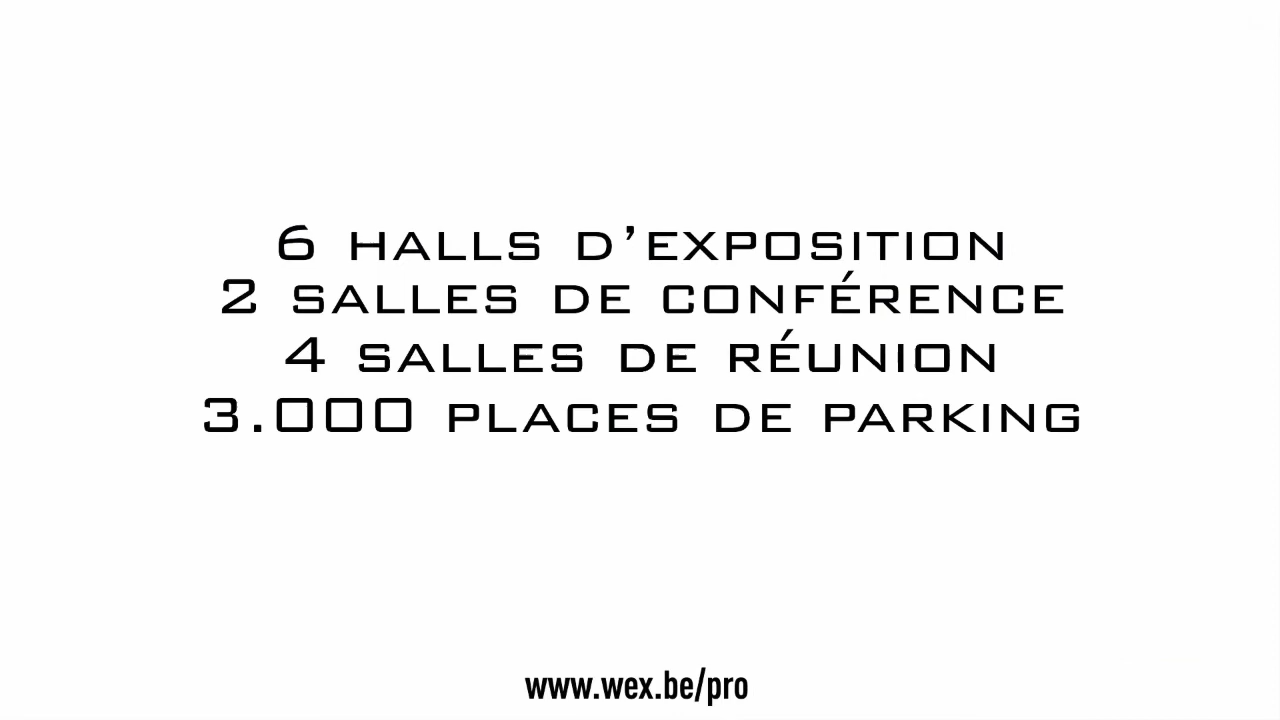 6 HALLS D'EXPOSITION
2 SALLES DE CONFÉRENCE
4 SALLES DE RÉUNION
3.000 PLACES DE PARKING
www.wex.be/pro